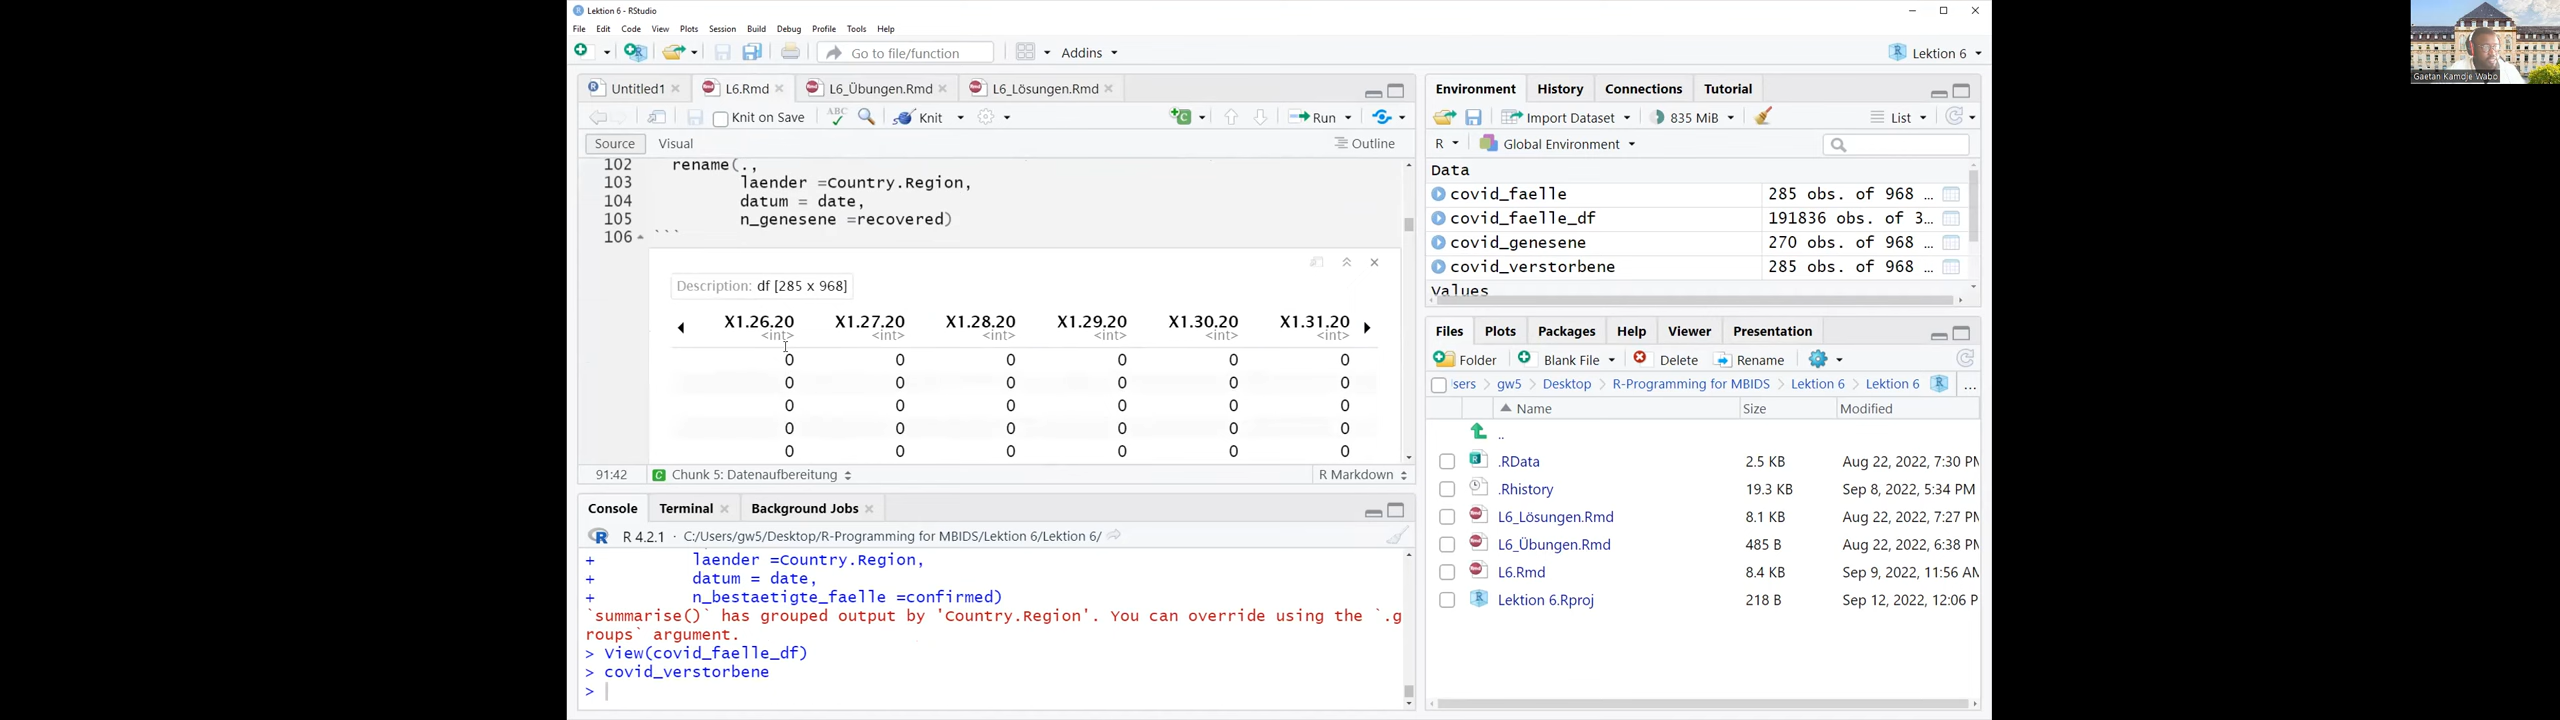 Lektion 6 - RStudio
File Edit Code View Plots Session Build Debug Profile Tools Help
Go to file/function Addins Lektion 6
Untitled1 L6.Rmd L6_Übungen.Rmd L6_Lösungen.Rmd
Knit on Save ABC Knit Run
Source Visual Outline
102 rename(.,
103 laender =Country.Region,
104 datum = date,
105 n_genesene =recovered)
106 ```
Description: df [285 x 968]
X1.26.20 X1.27.20 X1.28.20 X1.29.20 X1.30.20 X1.31.20
<int> <int> <int> <int> <int> <int>
0 0 0 0 0 0
0 0 0 0 0 0
0 0 0 0 0 0
0 0 0 0 0 0
0 0 0 0 0 0
91:42 Chunk 5: Datenaufbereitung R Markdown
Console Terminal Background Jobs
R 4.2.1 · C:/Users/gw5/Desktop/R-Programming for MBIDS/Lektion 6/Lektion 6/
+ laender =Country.Region,
+ datum = date,
+ n_bestaetigte_faelle =confirmed)
`summarise()` has grouped output by 'Country.Region'. You can override using the `.g
roups` argument.
> View(covid_faelle_df)
> covid_verstorbene
>
Environment History Connections Tutorial
Import Dataset 835 MiB List
R Global Environment
Data
covid_faelle 285 obs. of 968 …
covid_faelle_df 191836 obs. of 3…
covid_genesene 270 obs. of 968 …
covid_verstorbene 285 obs. of 968 …
Values
Files Plots Packages Help Viewer Presentation
Folder Blank File Delete Rename
sers gw5 Desktop R-Programming for MBIDS Lektion 6 Lektion 6 ...
Name Size Modified
..
.RData 2.5 KB Aug 22, 2022, 7:30 PM
.Rhistory 19.3 KB Sep 8, 2022, 5:34 PM
L6_Lösungen.Rmd 8.1 KB Aug 22, 2022, 7:27 PM
L6_Übungen.Rmd 485 B Aug 22, 2022, 6:38 PM
L6.Rmd 8.4 KB Sep 9, 2022, 11:56 AM
Lektion 6.Rproj 218 B Sep 12, 2022, 12:06 P
Gaetan Kamdje Wabo